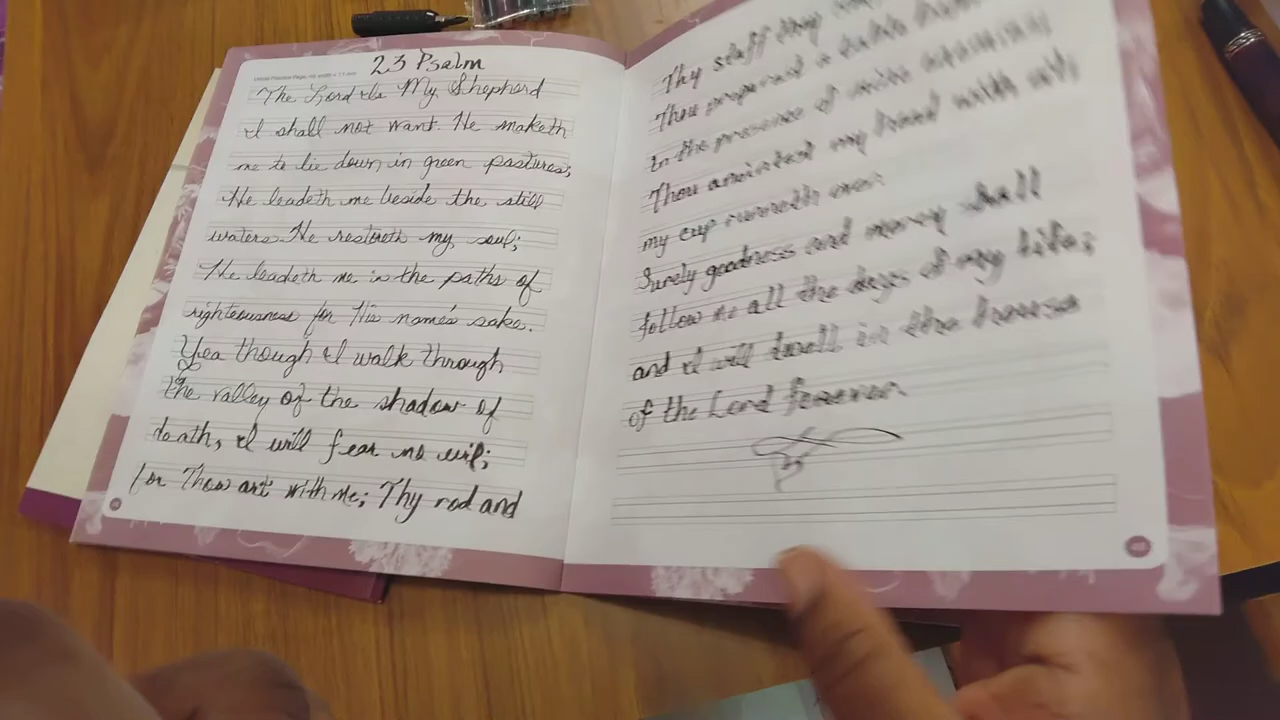 23 Psalm
The Lord Is My Shepherd
I shall not want. He maketh
me to lie down in green pastures;
He leadeth me beside the still
waters. He restoreth my soul;
He leadeth me in the paths of
righteousness for His name's sake.
Yea though I walk through
the valley of the shadow of
death, I will fear no evil;
for Thou art with me; Thy rod and
Thy staff they
Thou preparest a table
in the presence of mine
Thou anointest my head with oil;
my cup runneth over.
Surely goodness and mercy shall
follow me all the days of my life;
and I will dwell in the house
of the Lord forever.